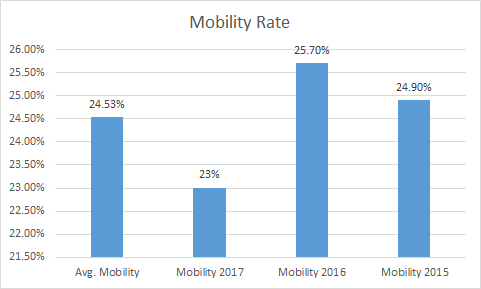 Mobility Rate
26.00%
25.50%
25.00%
24.50%
24.00%
23.50%
23.00%
22.50%
22.00%
21.50%
24.53%
23%
25.70%
24.90%
Avg. Mobility
Mobility 2017
Mobility 2016
Mobility 2015